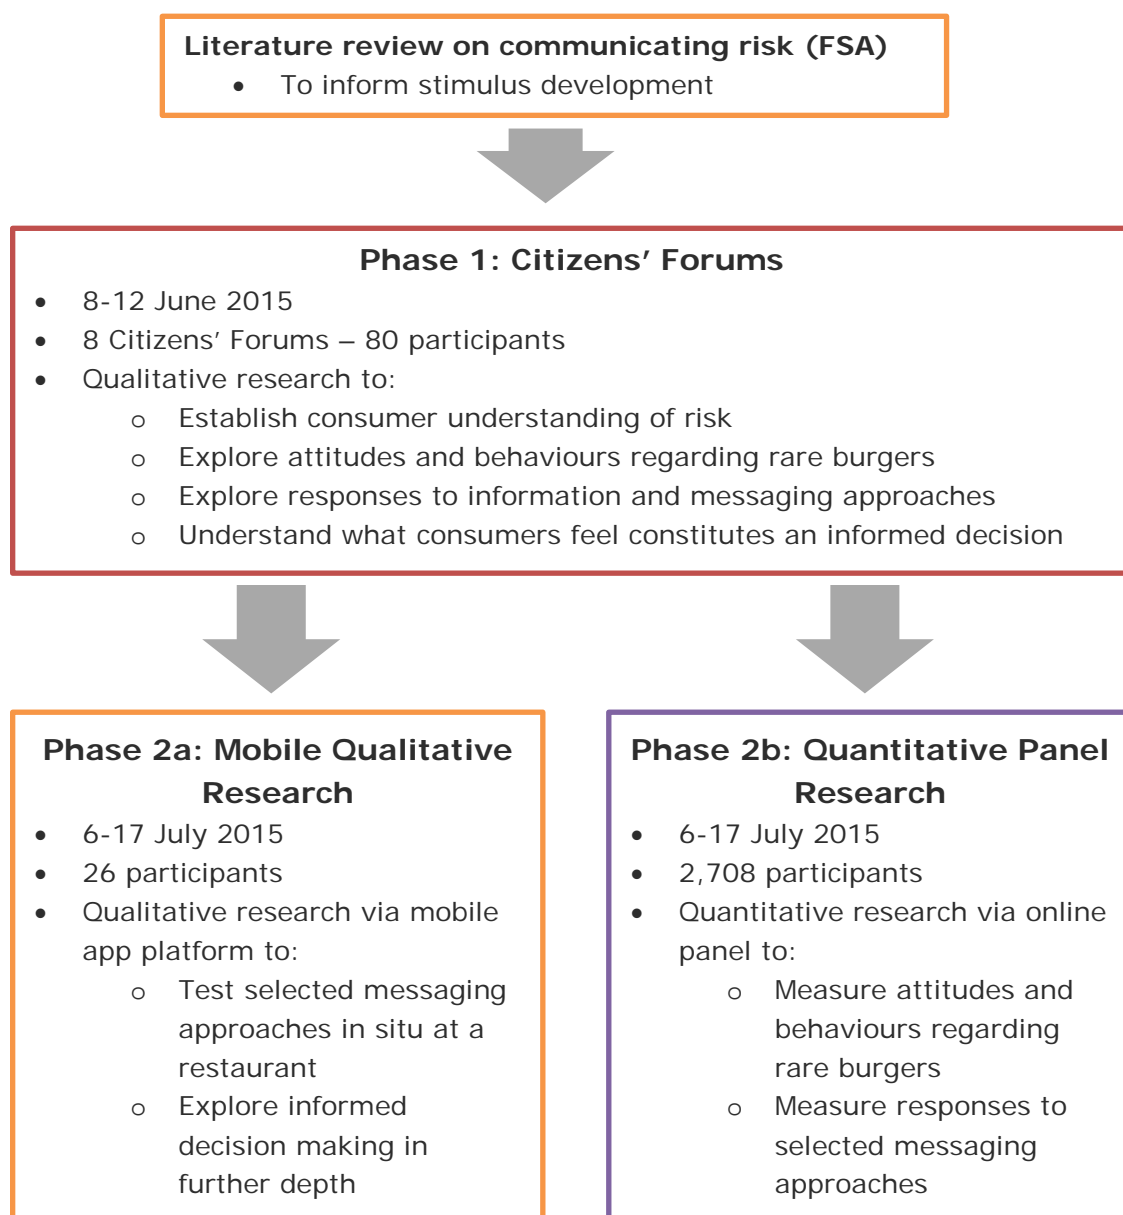 Literature review on communicating risk (FSA)
• To inform stimulus development
Phase 1: Citizens’ Forums
• 8-12 June 2015
• 8 Citizens’ Forums – 80 participants
• Qualitative research to:
o Establish consumer understanding of risk
o Explore attitudes and behaviours regarding rare burgers
o Explore responses to information and messaging approaches
o Understand what consumers feel constitutes an informed decision
Phase 2a: Mobile Qualitative
Research
• 6-17 July 2015
• 26 participants
• Qualitative research via mobile
app platform to:
o Test selected messaging
approaches in situ at a
restaurant
o Explore informed
decision making in
further depth
Phase 2b: Quantitative Panel
Research
• 6-17 July 2015
• 2,708 participants
• Quantitative research via online
panel to:
o Measure attitudes and
behaviours regarding
rare burgers
o Measure responses to
selected messaging
approaches